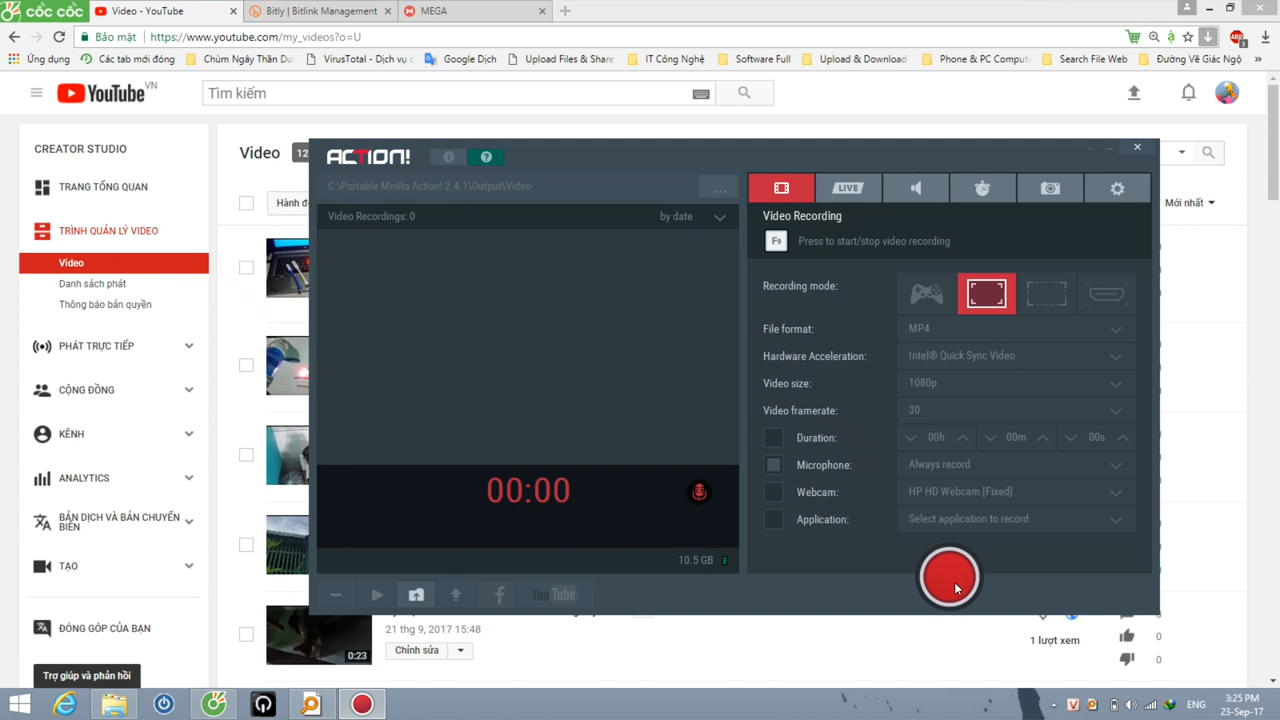 cốc cốc
Video - YouTube
Bitly | Bitlink Management
MEGA
Bảo mật
https://www.youtube.com/my_videos?o=U
Ứng dụng
Các tab mới đóng
Chùm Ngây Thần Dư
VirusTotal - Dịch vụ c
Google Dịch
Upload Files & Share
IT Công Nghệ
Software Full
Upload & Download
Phone & PC Comput
Search File Web
Đường Về Giác Ngộ
YouTube VN
Tìm kiếm
CREATOR STUDIO
TRANG TỔNG QUAN
TRÌNH QUẢN LÝ VIDEO
Video
Danh sách phát
Thông báo bản quyền
PHÁT TRỰC TIẾP
CỘNG ĐỒNG
KÊNH
ANALYTICS
BẢN DỊCH VÀ BẢN CHUYỂN
BIẾN
TẠO
ĐÓNG GÓP CỦA BẠN
Trợ giúp và phản hồi
Video
12
Hành đ
Mới nhất
ACTION!
C:\Portable Mirillis Action! 2.4.1\Output\Video
...
Video Recordings: 0
by date
00:00
10.5 GB
You Tube
LIVE
Video Recording
F9
Press to start/stop video recording
Recording mode:
File format:
MP4
Hardware Acceleration:
Intel® Quick Sync Video
Video size:
1080p
Video framerate:
30
Duration:
00h
00m
00s
Microphone:
Always record
Webcam:
HP HD Webcam [Fixed]
Application:
Select application to record
0:23
21 thg 9, 2017 15:48
Chỉnh sửa
1 lượt xem
0
0
ENG
3:25 PM
23-Sep-17